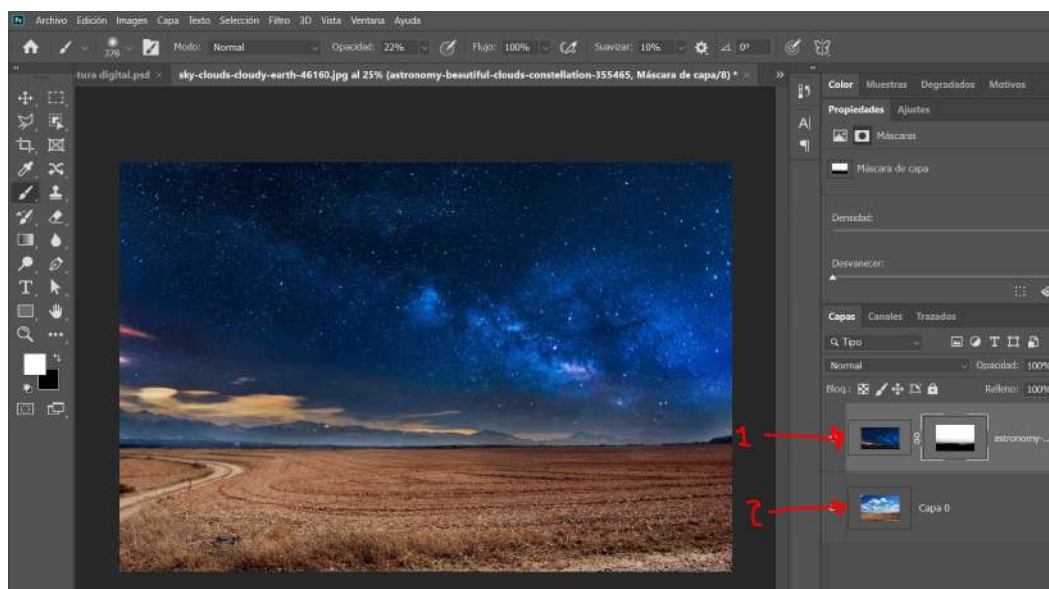 Ps Archivo Edición Imagen Capa Texto Selección Filtro 3D Vista Ventana Ayuda
378 Modo: Normal Opacidad: 22% Flujo: 100% Suavizar: 10% 0°
tura digital.psd × sky-clouds-cloudy-earth-46160.jpg al 25% (astronomy-beautiful-clouds-constellation-355465, Máscara de capa/8) * ×
Color Muestras Degradados Motivos
Propiedades Ajustes
Máscaras
Máscara de capa
Densidad:
Desvanecer:
Capas Canales Trazados
Tipo
Normal Opacidad: 100%
Bloq.: Relleno: 100%
1 astronomy-...
2 Capa 0